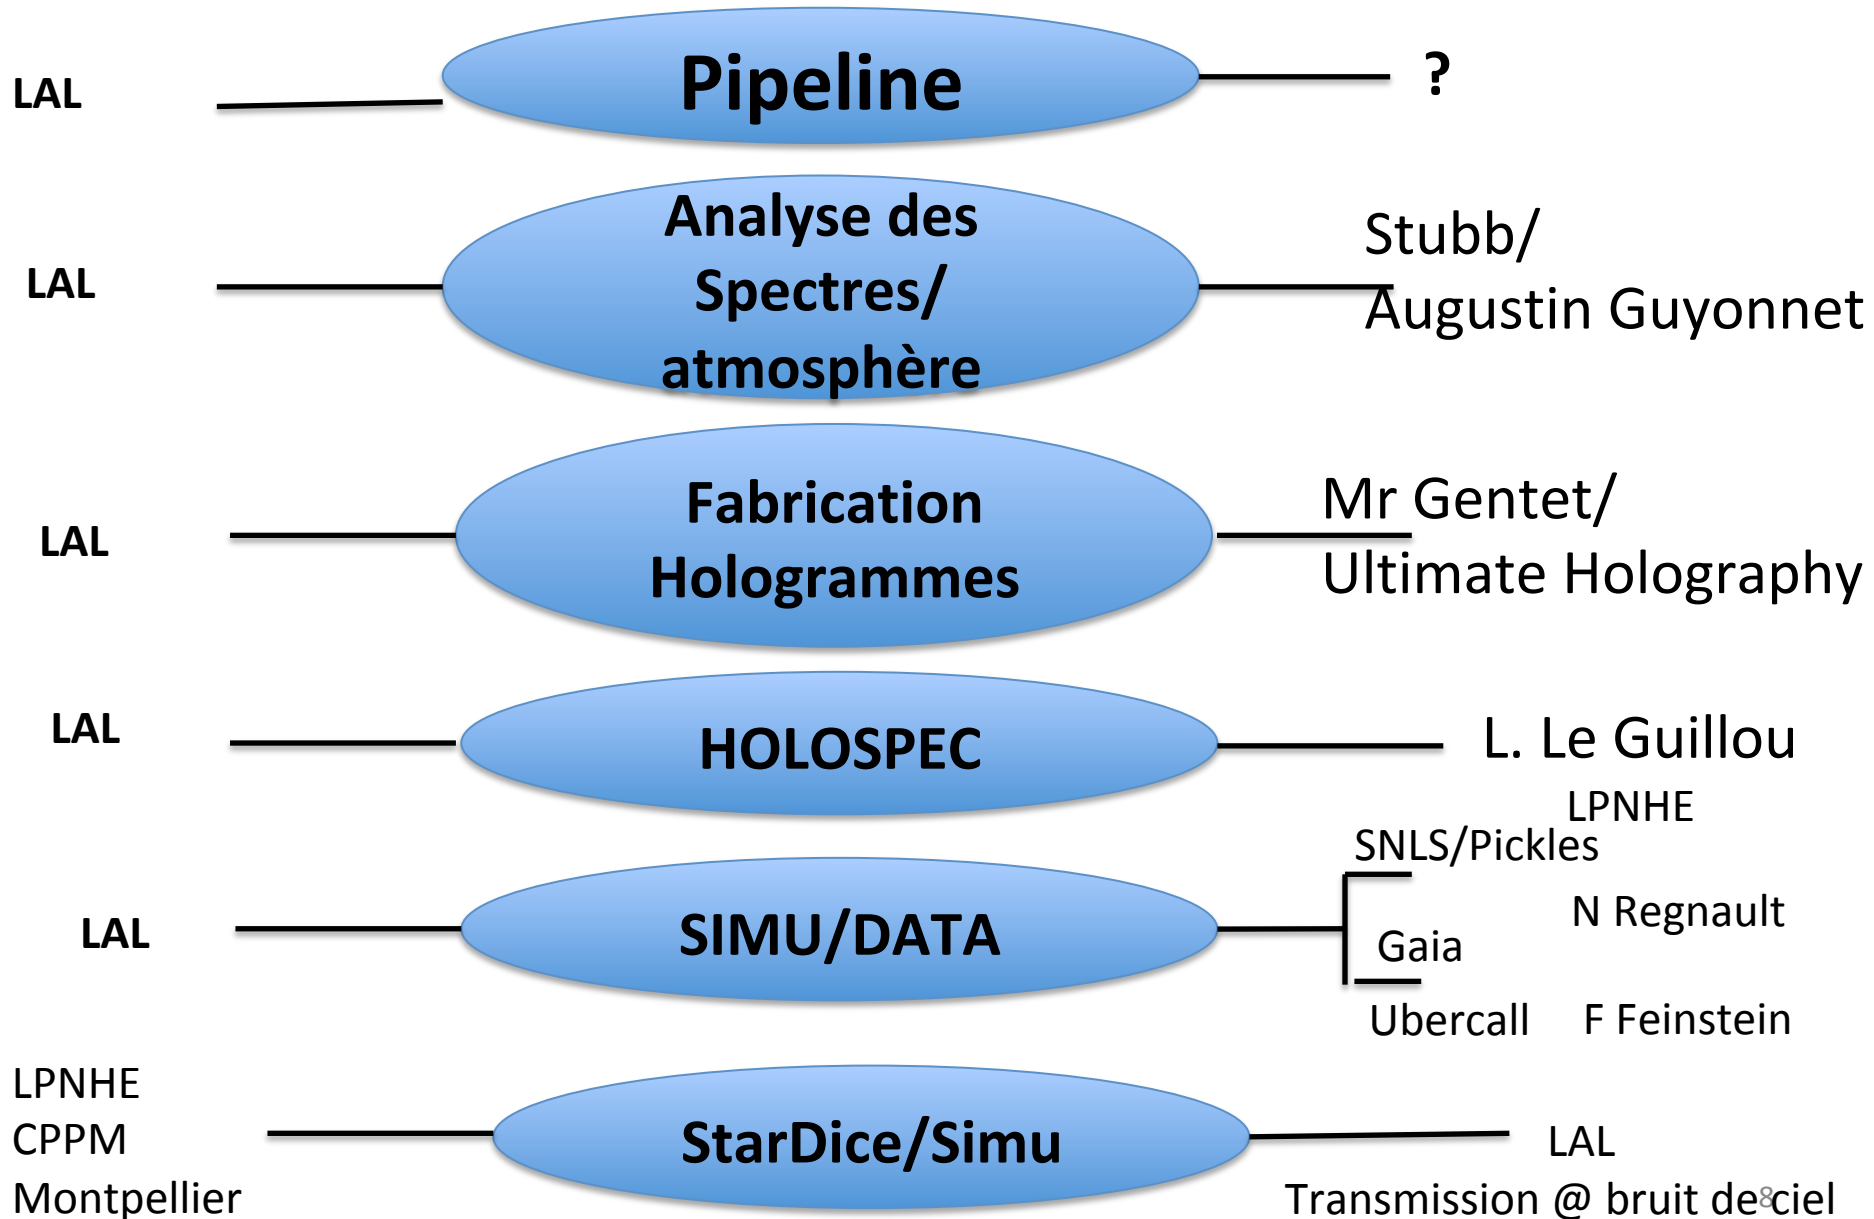 LAL
Pipeline
?
LAL
Analyse des
Spectres/
atmosphère
Stubb/
Augustin Guyonnet
LAL
Fabrication
Hologrammes
Mr Gentet/
Ultimate Holography
LAL
HOLOSPEC
L. Le Guillou
LPNHE
LAL
SIMU/DATA
SNLS/Pickles
N Regnault
Gaia
Ubercall
F Feinstein
LPNHE
CPPM
Montpellier
StarDice/Simu
LAL
Transmission @ bruit de ciel
8